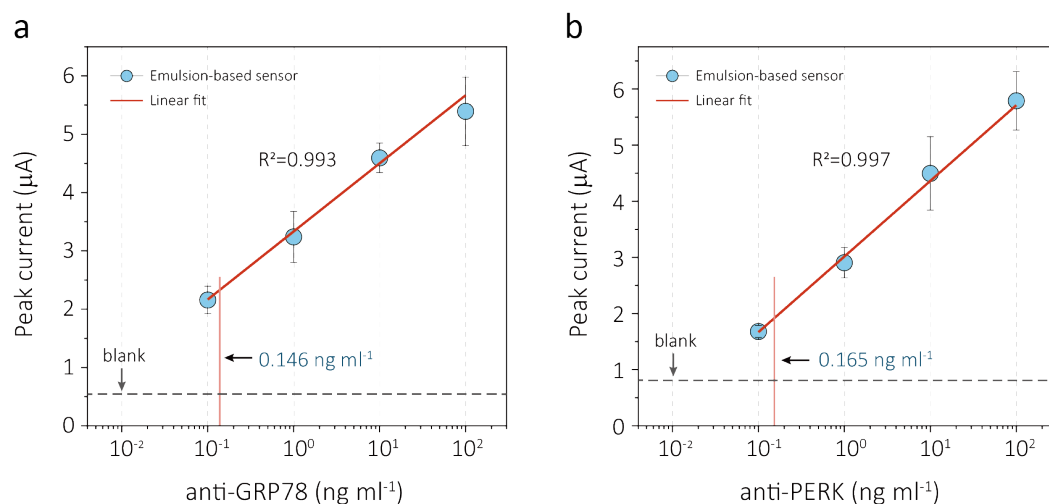 a
6
5
4
3
2
1
0
Peak current (μA)
Emulsion-based sensor
Linear fit
R²=0.993
0.146 ng ml⁻¹
blank
10⁻² 10⁻¹ 10⁰ 10¹ 10²
anti-GRP78 (ng ml⁻¹)
b
6
5
4
3
2
1
0
Peak current (μA)
Emulsion-based sensor
Linear fit
R²=0.997
0.165 ng ml⁻¹
blank
10⁻² 10⁻¹ 10⁰ 10¹ 10²
anti-PERK (ng ml⁻¹)